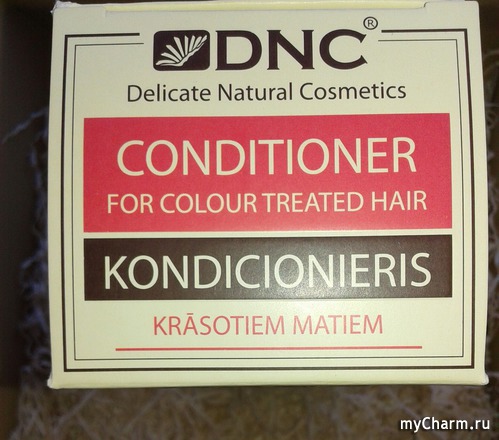 DNC®
Delicate Natural Cosmetics
CONDITIONER
FOR COLOUR TREATED HAIR
KONDICIONIERIS
KRĀSOTIEM MATIEM
myCharm.ru